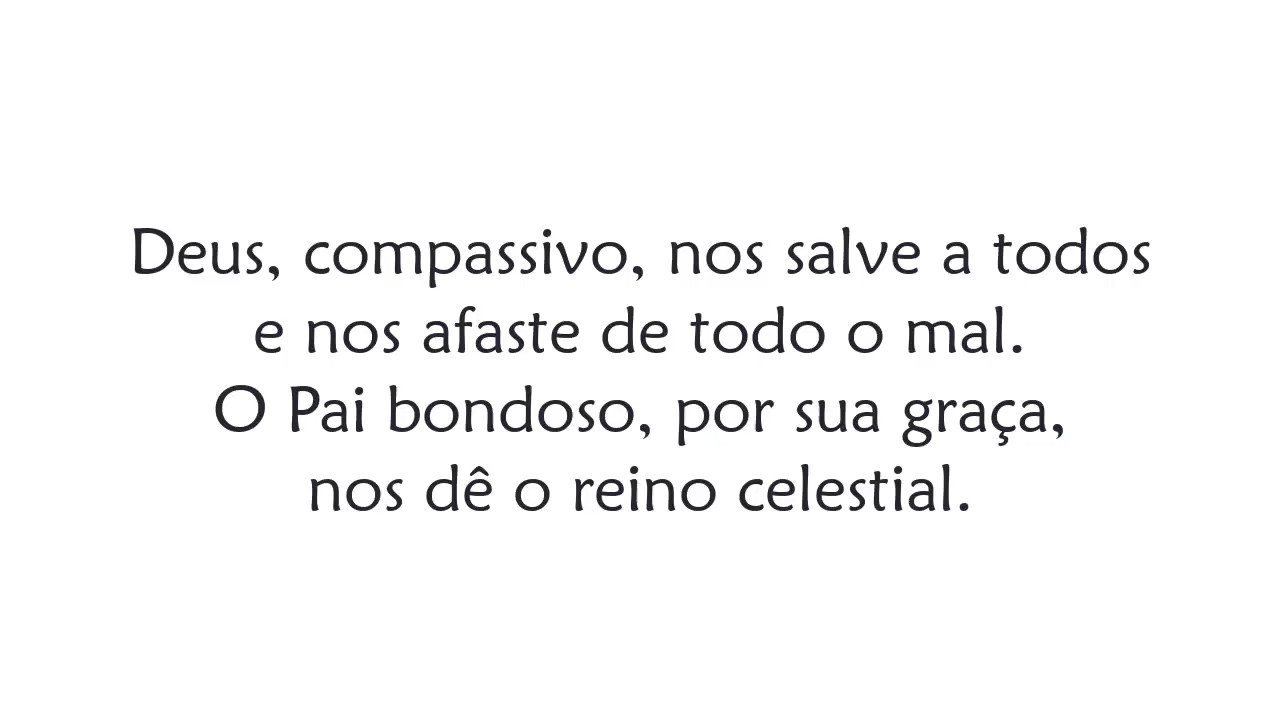 Deus, compassivo, nos salve a todos
e nos afaste de todo o mal.
O Pai bondoso, por sua graça,
nos dê o reino celestial.